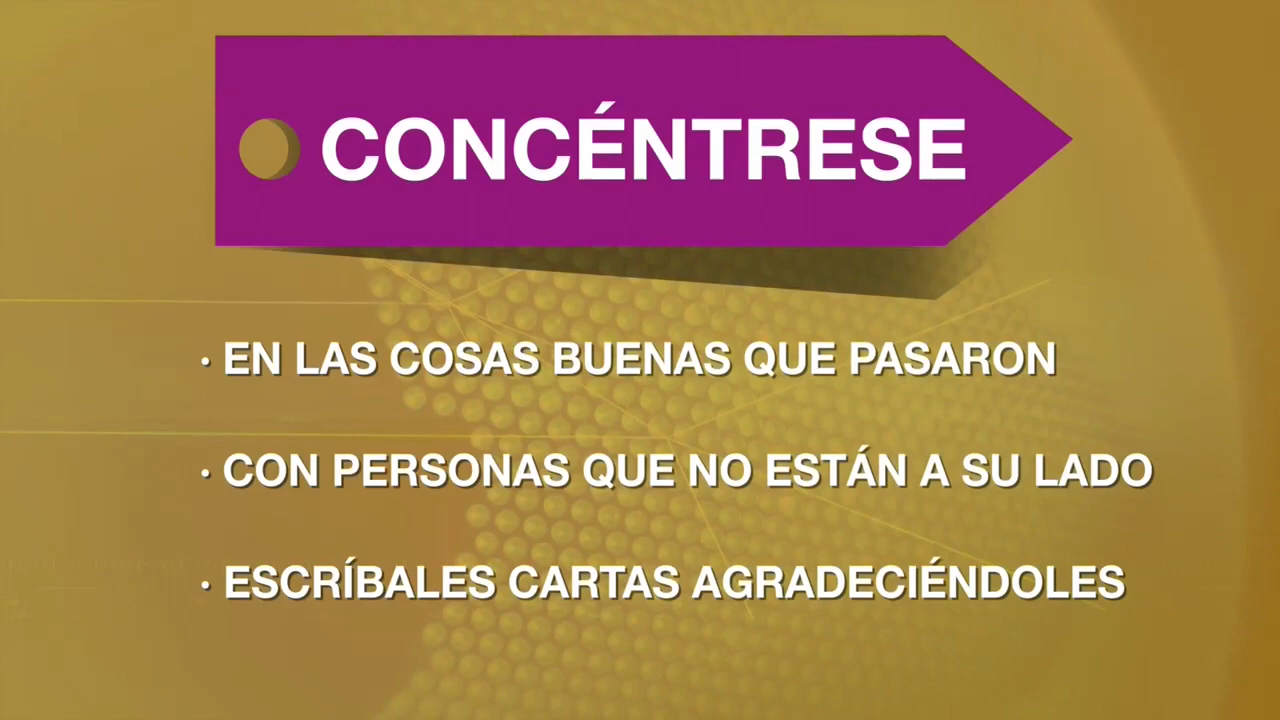 CONCÉNTRESE
· EN LAS COSAS BUENAS QUE PASARON
· CON PERSONAS QUE NO ESTÁN A SU LADO
· ESCRÍBALES CARTAS AGRADECIÉNDOLES